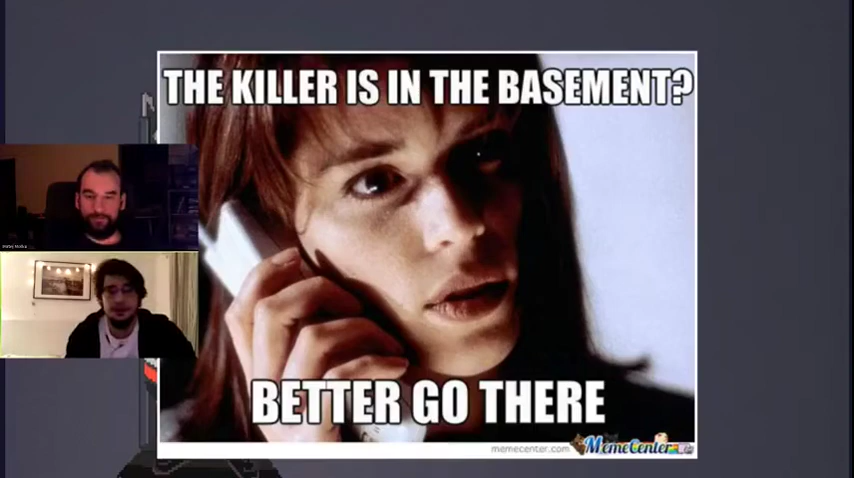 THE KILLER IS IN THE BASEMENT?
BETTER GO THERE
memecenter.com MemeCenter